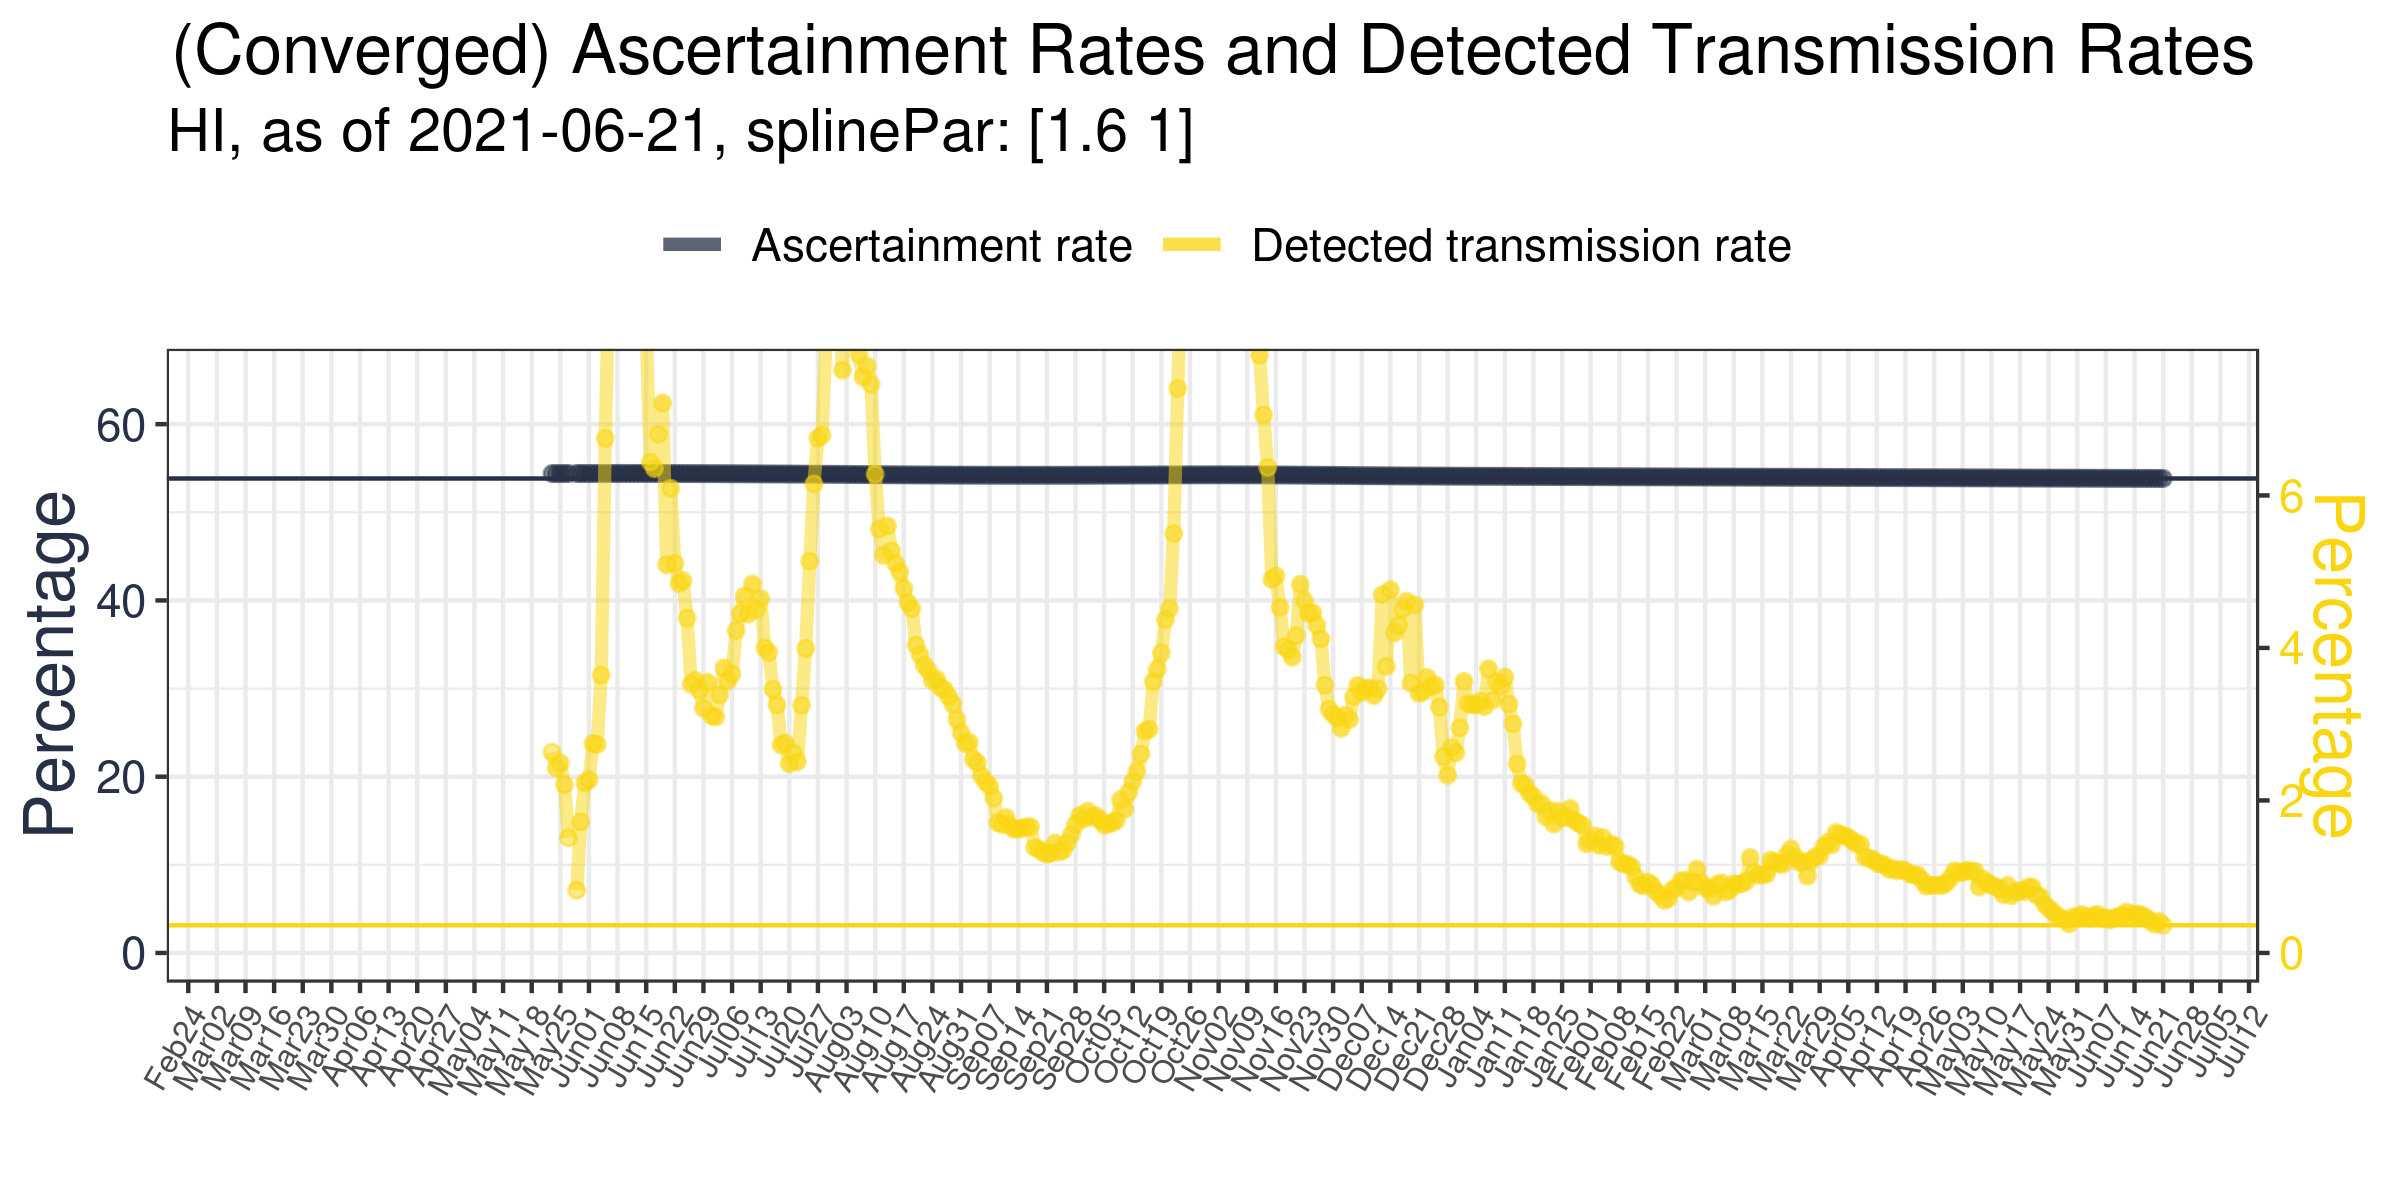 (Converged) Ascertainment Rates and Detected Transmission Rates
HI, as of 2021-06-21, splinePar: [1.6 1]
Ascertainment rate Detected transmission rate
Percentage
60
40
20
0
6
4
2
0
Percentage
Feb24 Mar02 Mar09 Mar16 Mar23 Mar30 Apr06 Apr13 Apr20 Apr27 May04 May11 May18 May25 Jun01 Jun08 Jun15 Jun22 Jun29 Jul06 Jul13 Jul20 Jul27 Aug03 Aug10 Aug17 Aug24 Aug31 Sep07 Sep14 Sep21 Sep28 Oct05 Oct12 Oct19 Oct26 Nov02 Nov09 Nov16 Nov23 Nov30 Dec07 Dec14 Dec21 Dec28 Jan04 Jan11 Jan18 Jan25 Feb01 Feb08 Feb15 Feb22 Mar01 Mar08 Mar15 Mar22 Mar29 Apr05 Apr12 Apr19 Apr26 May03 May10 May17 May24 May31 Jun07 Jun14 Jun21 Jun28 Jul05 Jul12